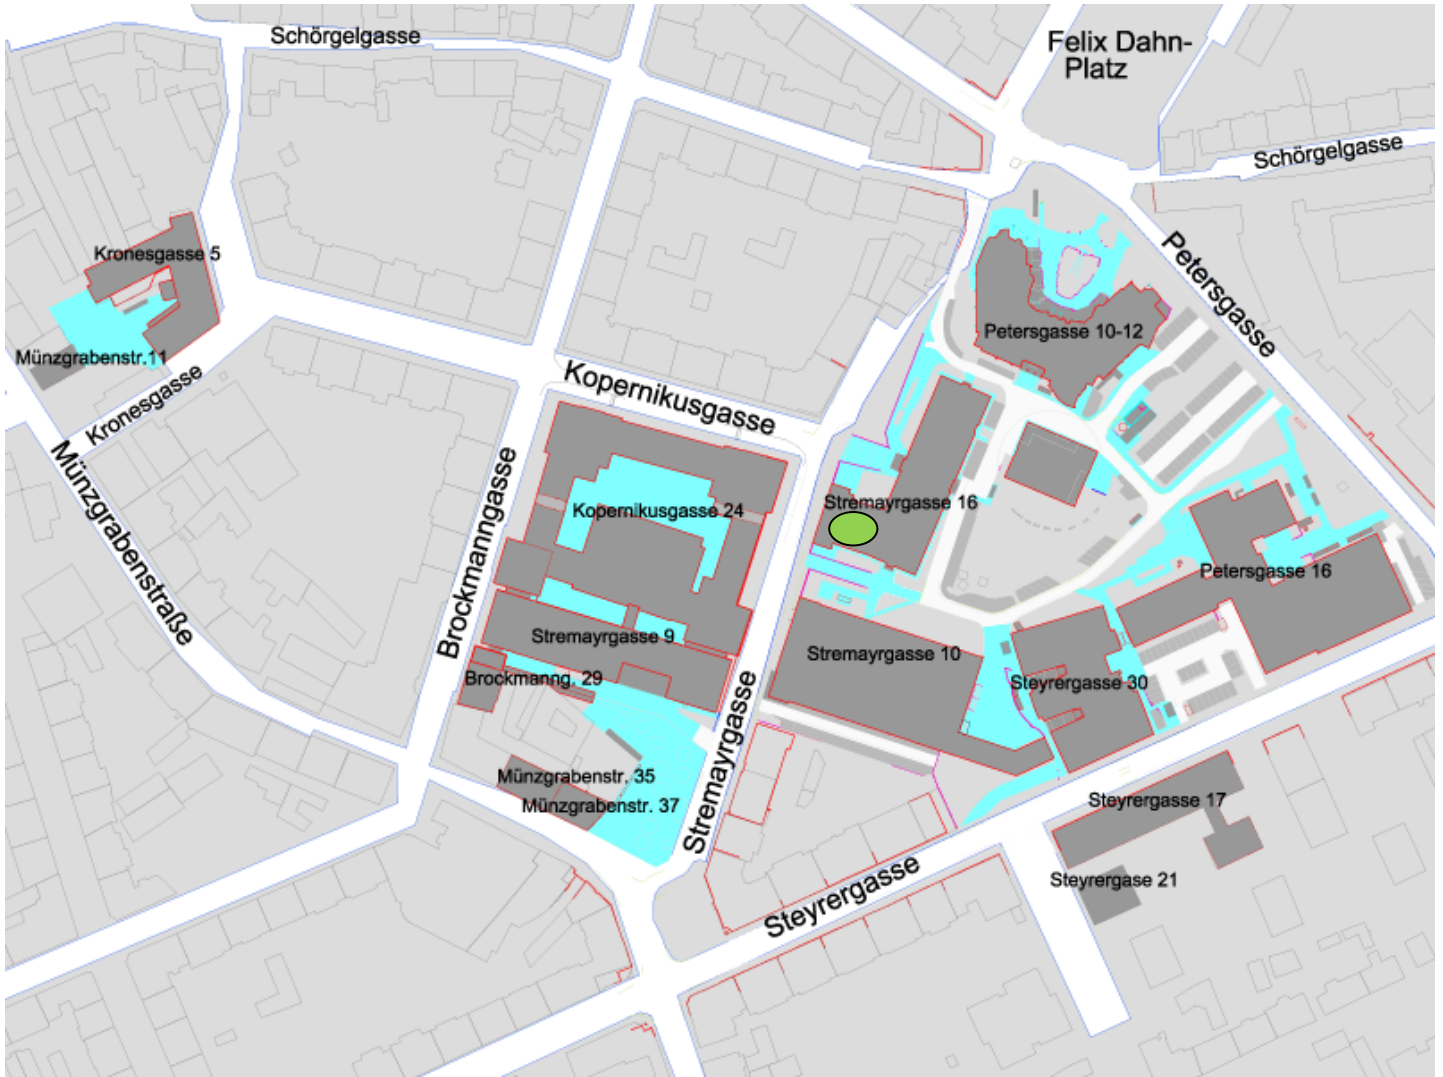 Schörgelgasse
Felix Dahn-
Platz
Schörgelgasse
Kronesgasse 5
Petersgasse
Petersgasse 10-12
Münzgrabenstr.11
Kronesgasse
Kopernikusgasse
Münzgrabenstraße
Brockmanngasse
Kopernikusgasse 24
Stremayrgasse 16
Petersgasse 16
Stremayrgasse 9
Stremayrgasse 10
Brockmanng. 29
Steyrergasse 30
Stremayrgasse
Münzgrabenstr. 35
Münzgrabenstr. 37
Steyrergasse 17
Steyrergase 21
Steyrergasse